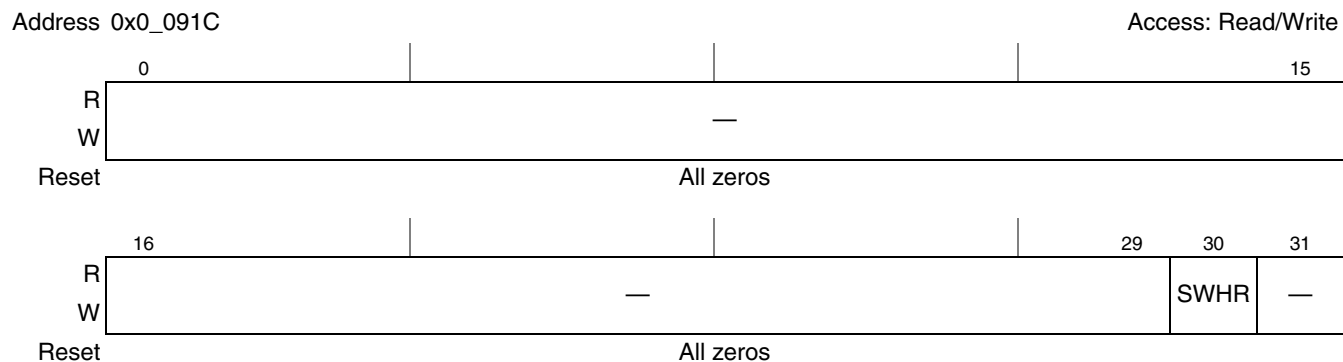 Address 0x0_091C Access: Read/Write
0 15
R
W
—
Reset All zeros
16 29 30 31
R
W
— SWHR —
Reset All zeros